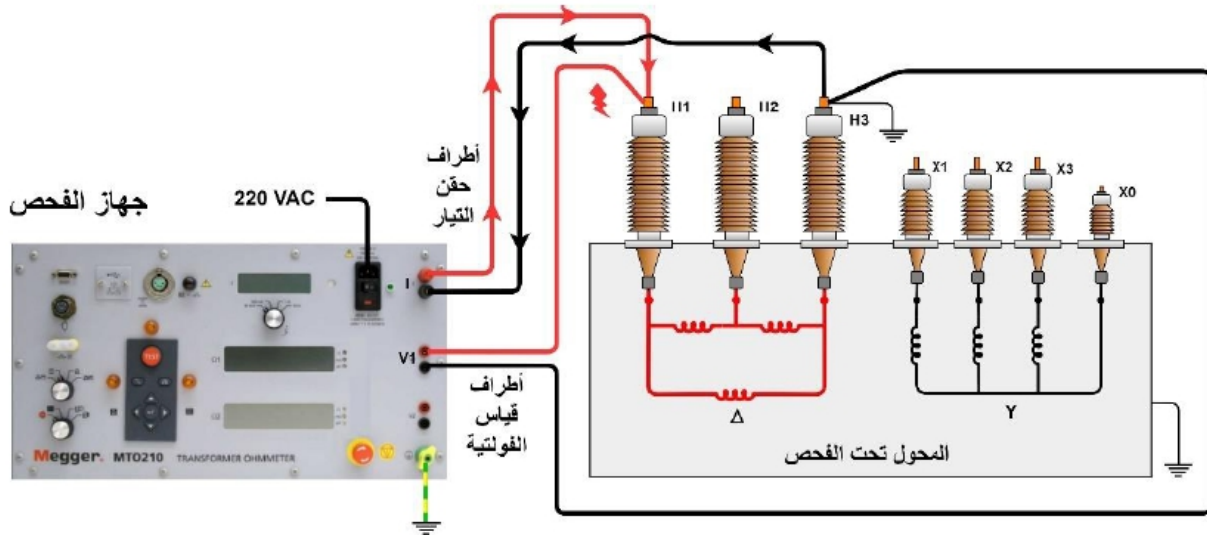 H1
H2
H3
X1
X2
X3
X0
أطراف
حقن
التيار
220 VAC
جهاز الفحص
I
V1
أطراف
قياس
الفولتية
Δ
Y
المحول تحت الفحص
TEST
Megger. MTO210 TRANSFORMER OHMMETER